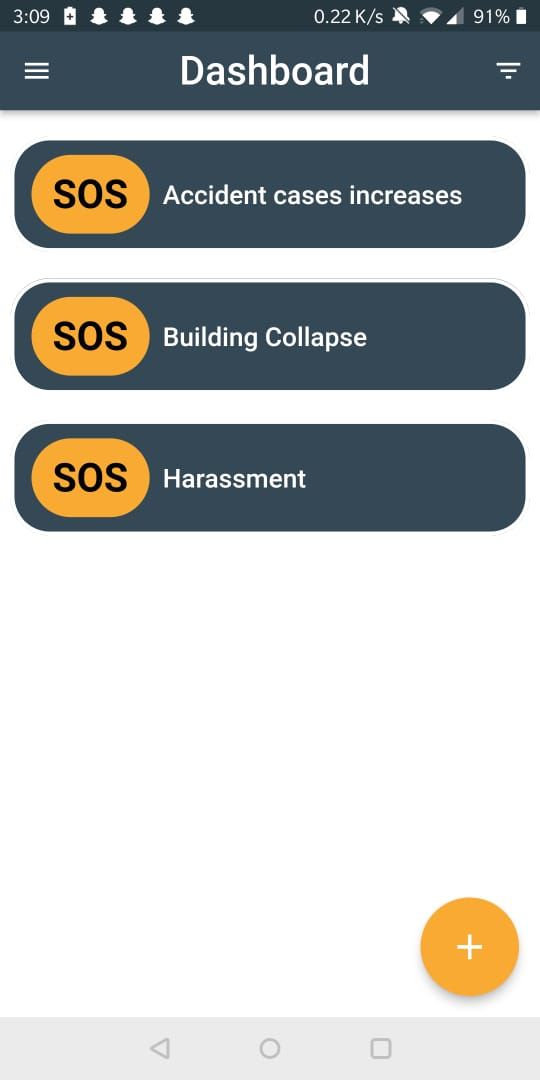 3:09 0.22 K/s 91%
Dashboard
SOS Accident cases increases
SOS Building Collapse
SOS Harassment
+